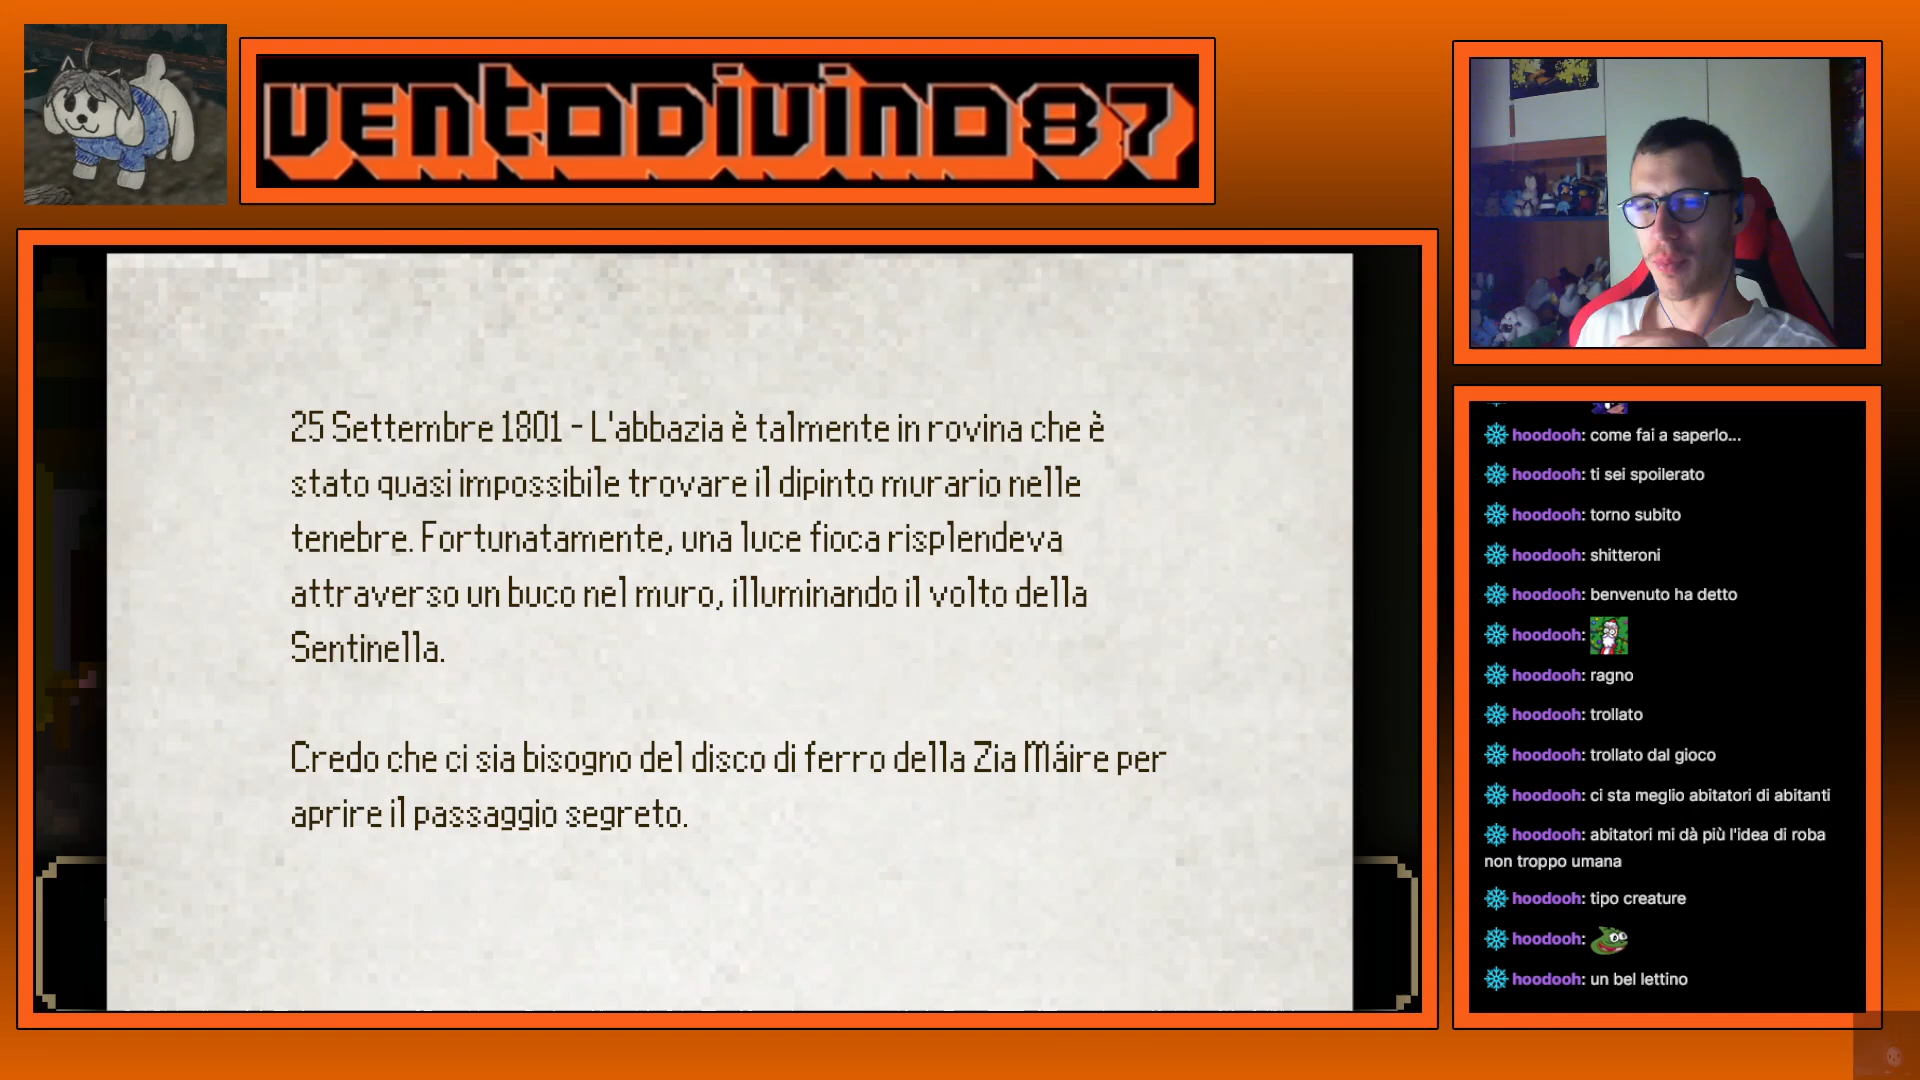 ventodivino87
25 Settembre 1801 - L'abbazia è talmente in rovina che è
stato quasi impossibile trovare il dipinto murario nelle
tenebre. Fortunatamente, una luce fioca risplendeva
attraverso un buco nel muro, illuminando il volto della
Sentinella.
Credo che ci sia bisogno del disco di ferro della Zia Máire per
aprire il passaggio segreto.
hoodooh: come fai a saperlo...
hoodooh: ti sei spoilerato
hoodooh: torno subito
hoodooh: shitteroni
hoodooh: benvenuto ha detto
hoodooh:
hoodooh: ragno
hoodooh: trollato
hoodooh: trollato dal gioco
hoodooh: ci sta meglio abitatori di abitanti
hoodooh: abitatori mi dà più l'idea di roba
non troppo umana
hoodooh: tipo creature
hoodooh:
hoodooh: un bel lettino